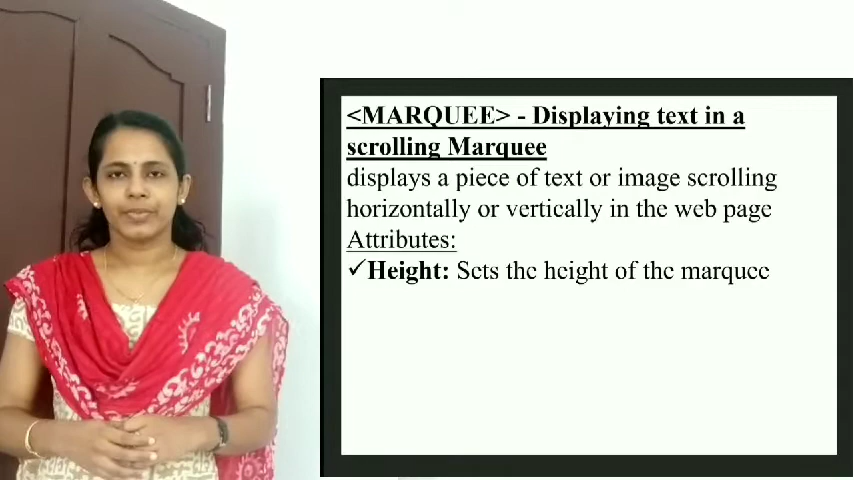 <MARQUEE> - Displaying text in a
scrolling Marquee
displays a piece of text or image scrolling
horizontally or vertically in the web page
Attributes:
✓Height: Sets the height of the marquee